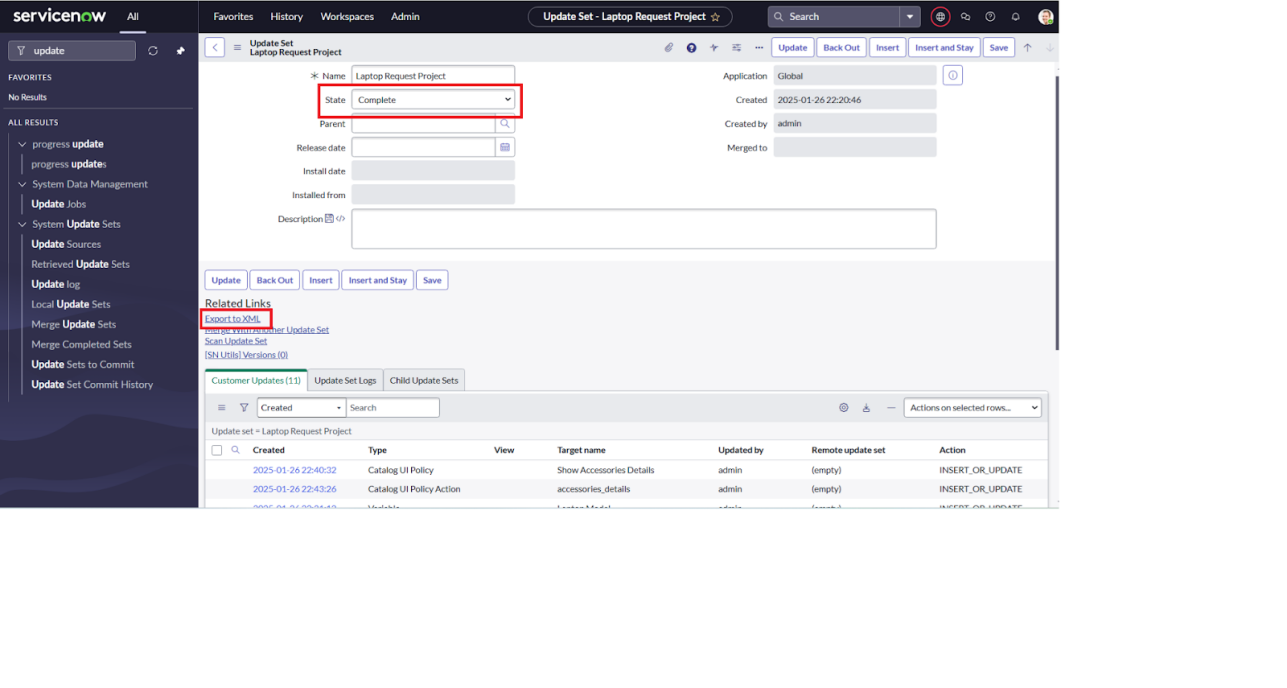 servicenow All Favorites History Workspaces Admin Update Set - Laptop Request Project Search
update
FAVORITES
No Results
ALL RESULTS
progress update
progress updates
System Data Management
Update Jobs
System Update Sets
Update Sources
Retrieved Update Sets
Update log
Local Update Sets
Merge Update Sets
Merge Completed Sets
Update Sets to Commit
Update Set Commit History
Update Set
Laptop Request Project
Update Back Out Insert Insert and Stay Save
Name Laptop Request Project
State Complete
Parent
Release date
Install date
Installed from
Description
Application Global
Created 2025-01-26 22:20:46
Created by admin
Merged to
Update Back Out Insert Insert and Stay Save
Related Links
Export to XML
Merge With Another Update Set
Scan Update Set
[SN Utils] Versions (0)
Customer Updates (11) Update Set Logs Child Update Sets
Created Search Actions on selected rows...
Update set = Laptop Request Project
Created Type View Target name Updated by Remote update set Action
2025-01-26 22:40:32 Catalog UI Policy Show Accessories Details admin (empty) INSERT_OR_UPDATE
2025-01-26 22:43:26 Catalog UI Policy Action accessories_details admin (empty) INSERT_OR_UPDATE
Variable Laptop Model admin (empty) INSERT_OR_UPDATE